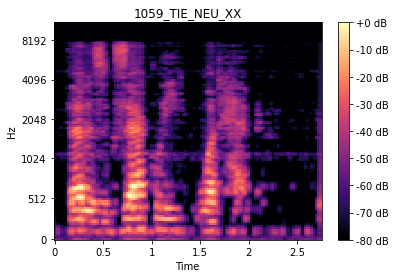 1059_TIE_NEU_XX
+0 dB
8192
-10 dB
4096
-20 dB
-30 dB
2048
Hz
-40 dB
1024
-50 dB
512
-60 dB
-70 dB
0
-80 dB
0
0.5
1
1.5
2
2.5
Time